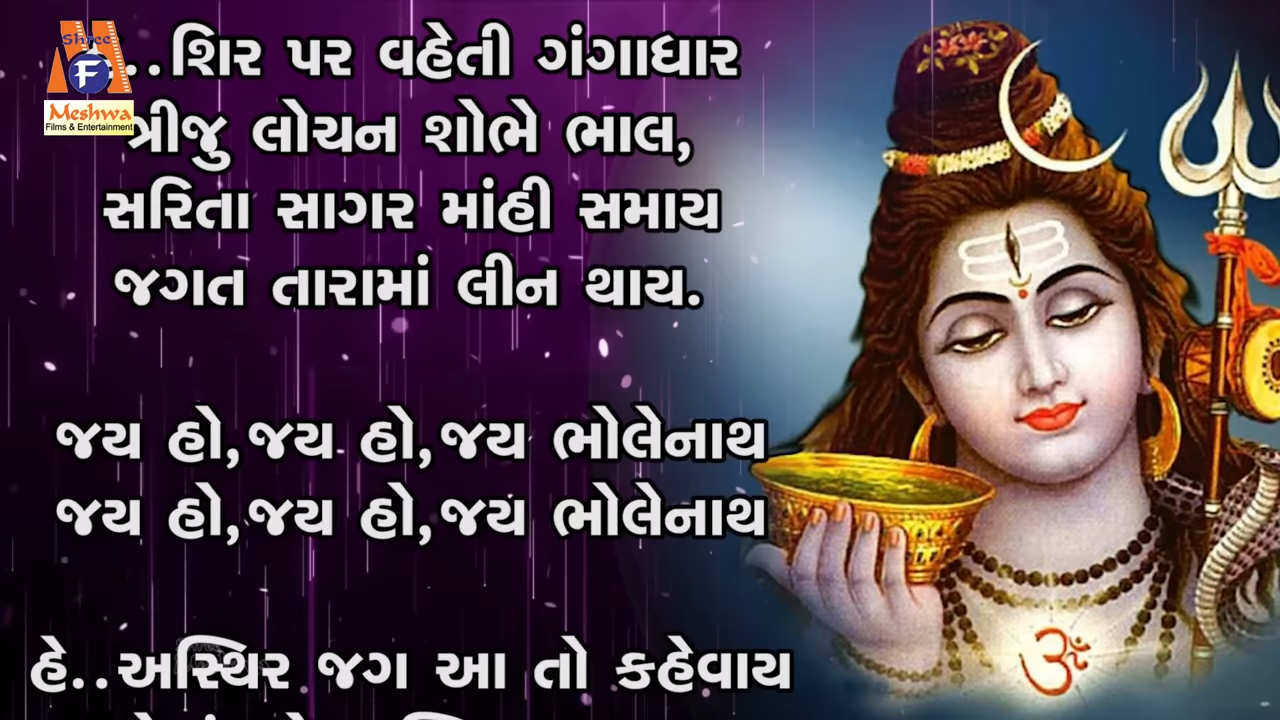 Shree
F
Meshwa
Films & Entertainment
..શિર પર વહેતી ગંગાધાર
ત્રીજુ લોચન શોભે ભાલ,
સરિતા સાગર માંહી સમાય
જગત તારામાં લીન થાય.
જય હો,જય હો,જય ભોલેનાથ
જય હો,જય હો,જય ભોલેનાથ
હે..અસ્થિર જગ આ તો કહેવાય
ૐ